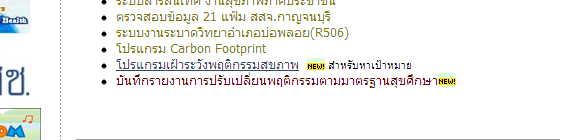 ระบบสารสนเทศ งานสุขภาพภาคประชาชน
ตรวจสอบข้อมูล 21 แฟ้ม สสจ.กาญจนบุรี
ระบบงานระบาดวิทยาอำเภอบ่อพลอย(R506)
โปรแกรม Carbon Footprint
โปรแกรมเฝ้าระวังพฤติกรรมสุขภาพ NEW! สำหรับหาเป้าหมาย
บันทึกรายงานการปรับเปลี่ยนพฤติกรรมตามมาตรฐานสุขศึกษาNEW!
Health
ช.
OM